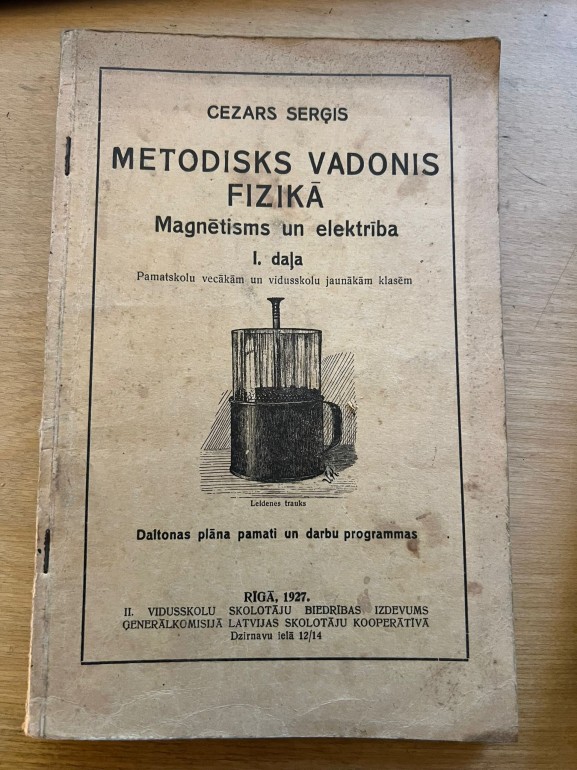 CEZARS SERĢIS
METODISKS VADONIS
FIZIKĀ
Magnētisms un elektrība
I. daļa
Pamatskolu vecākām un vidusskolu jaunākām klasēm
Leidenes trauks
Daltonas plāna pamati un darbu programmas
RĪGĀ, 1927.
II. VIDUSSKOLU SKOLOTĀJU BIEDRĪBAS IZDEVUMS
ĢENERĀLKOMISIJĀ LATVIJAS SKOLOTĀJU KOOPERĀTĪVĀ
Dzirnavu ielā 12/14